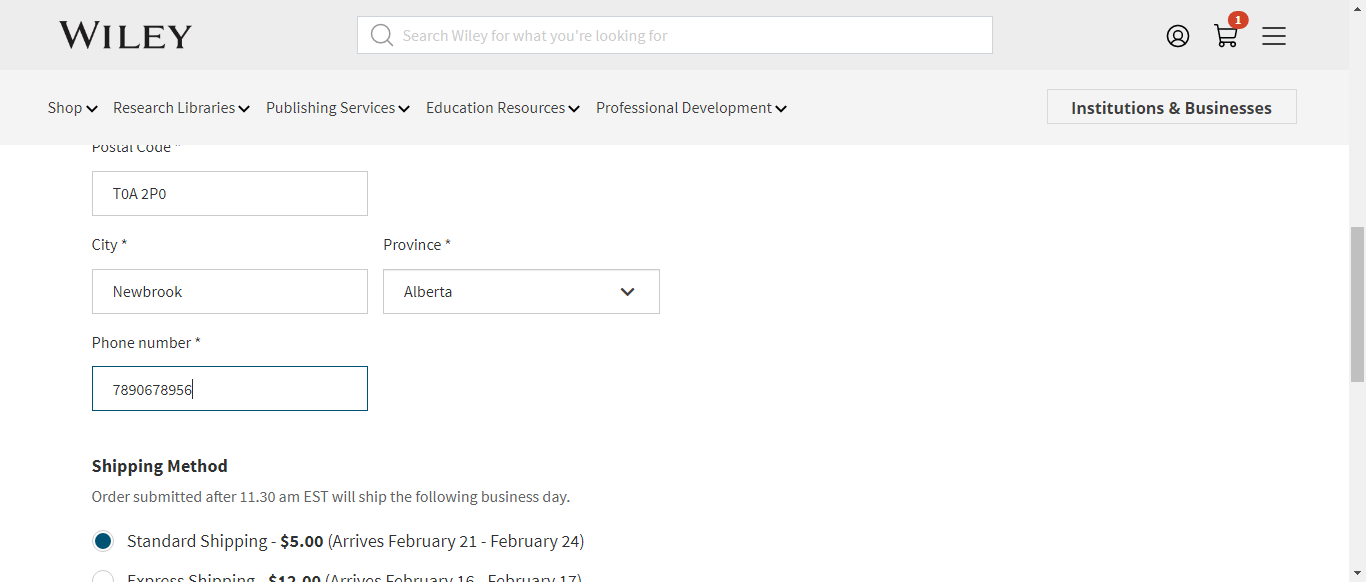 WILEY
Search Wiley for what you're looking for
1
Shop Research Libraries Publishing Services Education Resources Professional Development Institutions & Businesses
Postal Code *
T0A 2P0
City * Province *
Newbrook Alberta
Phone number *
7890678956
Shipping Method
Order submitted after 11.30 am EST will ship the following business day.
Standard Shipping - $5.00 (Arrives February 21 - February 24)
Express Shipping - $12.00 (Arrives February 16 - February 17)